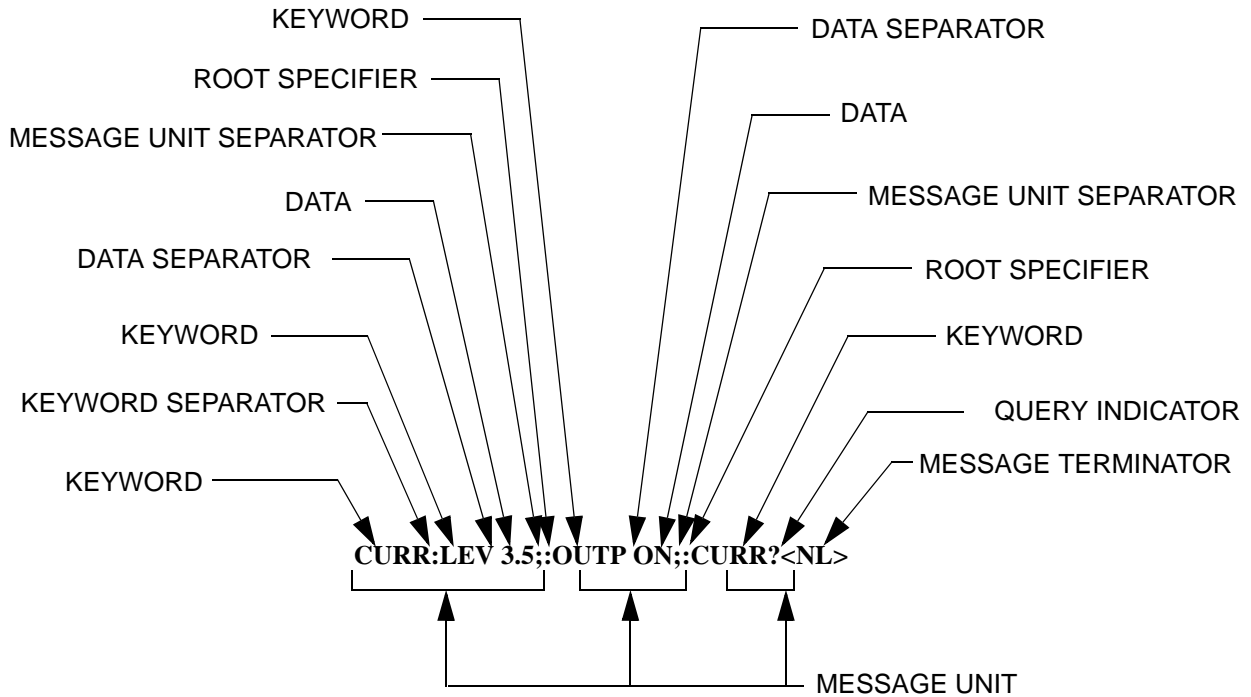 KEYWORD
DATA SEPARATOR
ROOT SPECIFIER
DATA
MESSAGE UNIT SEPARATOR
DATA
MESSAGE UNIT SEPARATOR
DATA SEPARATOR
ROOT SPECIFIER
KEYWORD
KEYWORD
KEYWORD SEPARATOR
QUERY INDICATOR
KEYWORD
MESSAGE TERMINATOR
CURR:LEV 3.5;:OUTP ON;:CURR?<NL>
MESSAGE UNIT